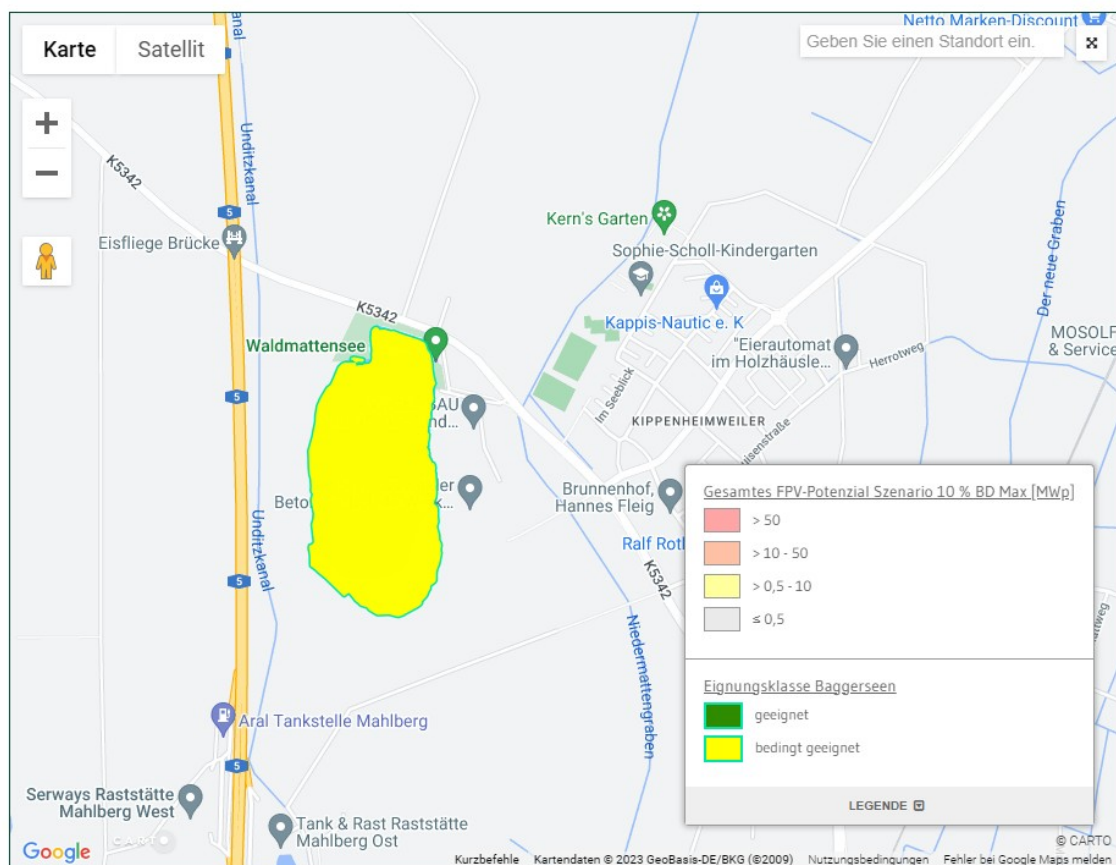 Karte
Satellit
Netto Marken-Discount
Geben Sie einen Standort ein.
Unditzkanal
K5342
5
Eisfliege Brücke
Kern's Garten
Sophie-Scholl-Kindergarten
Der neue Graben
K5342
Kappis-Nautic e. K
Waldmattensee
"Eierautomat
im Holzhäusle...
Herrotweg
MOSOLF
& Service
5
BAU
nd...
Im Seeblick
KIPPENHEIMWEILER
Brunnenhof,
Hannes Fleig
Unditzkanal
Ralf Rot
5
K5342
Niedermattengraben
Gesamtes FPV-Potenzial Szenario 10 % BD Max [MWp]
> 50
> 10 - 50
> 0,5 - 10
≤ 0,5
Eignungsklasse Baggerseen
geeignet
bedingt geeignet
LEGENDE
Aral Tankstelle Mahlberg
5
Serways Raststätte
Mahlberg West
Tank & Rast Raststätte
Mahlberg Ost
Google
CARTO
© CARTO
Kurzbefehle
Kartendaten © 2023 GeoBasis-DE/BKG (©2009)
Nutzungsbedingungen
Fehler bei Google Maps melden